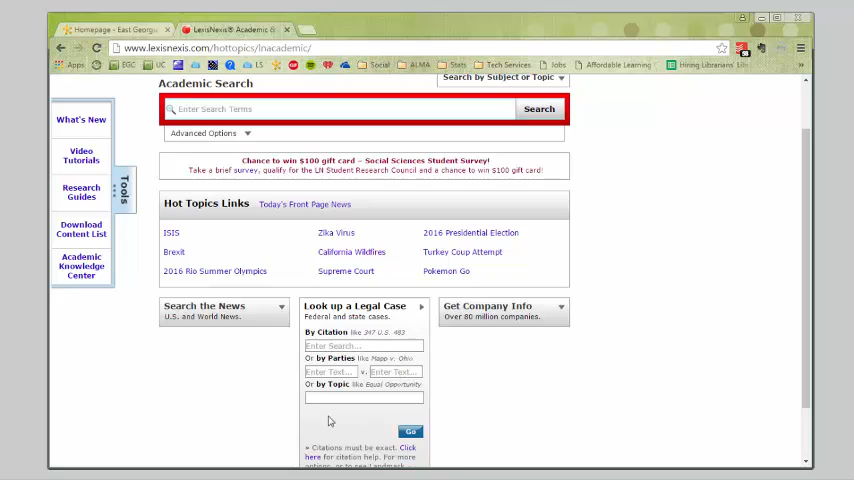 Homepage - East Georgi
LexisNexis® Academic &
www.lexisnexis.com/hottopics/lnacademic/
Apps
EGC
UC
LS
Social
ALMA
Stats
Tech Services
Jobs
Affordable Learning
Hiring Librarians' Lib
Academic Search
Search by Subject or Topic
Enter Search Terms
Search
Advanced Options
What's New
Video
Tutorials
Research
Guides
Download
Content List
Academic
Knowledge
Center
Tools
Chance to win $100 gift card – Social Sciences Student Survey!
Take a brief survey, qualify for the LN Student Research Council and a chance to win $100 gift card!
Hot Topics Links
Today's Front Page News
ISIS
Zika Virus
2016 Presidential Election
Brexit
California Wildfires
Turkey Coup Attempt
2016 Rio Summer Olympics
Supreme Court
Pokemon Go
Search the News
U.S. and World News.
Look up a Legal Case
Federal and state cases.
By Citation like 347 U.S. 483
Enter Search...
Or by Parties like Mapp v. Ohio
Enter Text... v. Enter Text...
Or by Topic like Equal Opportunity
Go
» Citations must be exact. Click
here for citation help. For more
options, or to see Landmark
Get Company Info
Over 80 million companies.